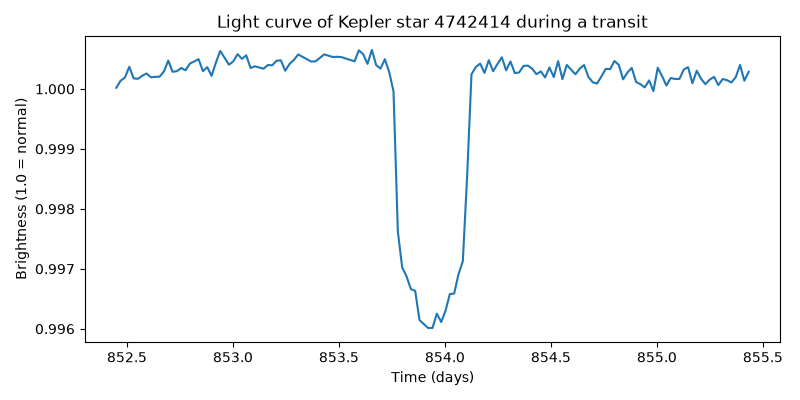 Light curve of Kepler star 4742414 during a transit
Brightness (1.0 = normal)
1.000
0.999
0.998
0.997
0.996
852.5 853.0 853.5 854.0 854.5 855.0 855.5
Time (days)